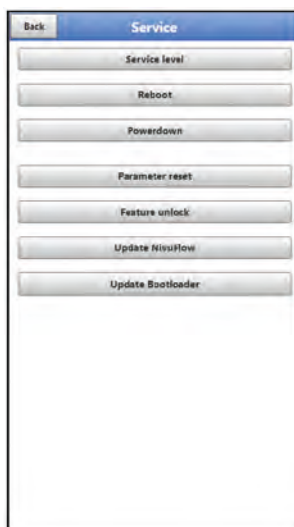 Back
Service
Service level
Reboot
Powerdown
Parameter reset
Feature unlock
Update NivuFlow
Update Bootloader